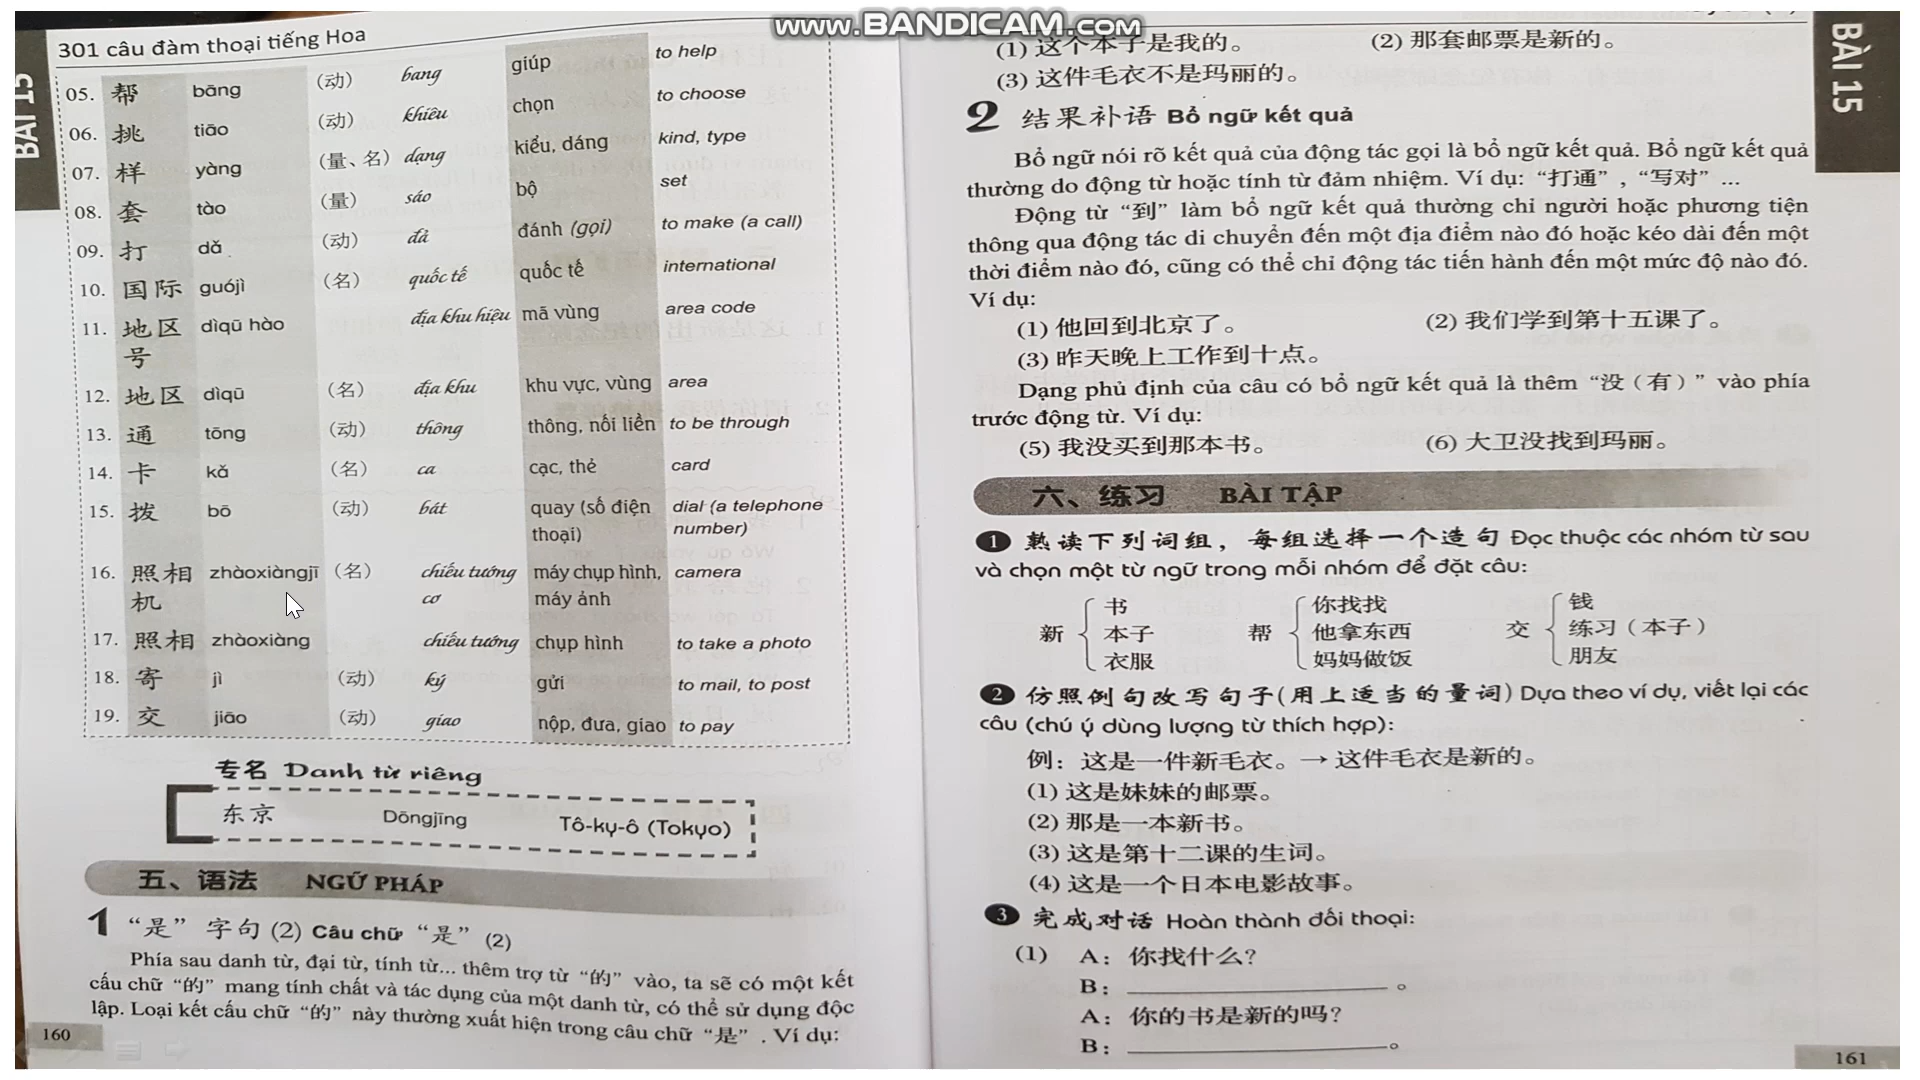 www.BANDICAM.com
301 câu đàm thoại tiếng Hoa
BÀI 15
05. 帮 bāng （动） bang giúp to help
06. 挑 tiāo （动） khiêu chọn to choose
07. 样 yàng （量、名） dạng kiểu, dáng kind, type
08. 套 tào （量） sáo bộ set
09. 打 dǎ （动） đả đánh (gọi) to make (a call)
10. 国际 guójì （名） quốc tế quốc tế international
11. 地区号 dìqū hào địa khu hiệu mã vùng area code
12. 地区 dìqū （名） địa khu khu vực, vùng area
13. 通 tōng （动） thông thông, nối liền to be through
14. 卡 kǎ （名） ca cạc, thẻ card
15. 拨 bō （动） bát quay (số điện thoại) dial (a telephone number)
16. 照相机 zhàoxiàngjī （名） chiếu tướng cơ máy chụp hình, máy ảnh camera
17. 照相 zhàoxiàng chiếu tướng chụp hình to take a photo
18. 寄 jì （动） ký gửi to mail, to post
19. 交 jiāo （动） giao nộp, đưa, giao to pay
专名 Danh từ riêng
东京 Dōngjīng Tô-ky-ô (Tokyo)
五、语法 NGỮ PHÁP
1 “是” 字句 (2) Câu chữ “是” (2)
Phía sau danh từ, đại từ, tính từ... thêm trợ từ “的” vào, ta sẽ có một kết
cấu chữ “的” mang tính chất và tác dụng của một danh từ, có thể sử dụng độc
lập. Loại kết cấu chữ “的” này thường xuất hiện trong câu chữ “是” . Ví dụ:
160
BÀI 15
(1) 这个本子是我的。 (2) 那套邮票是新的。
(3) 这件毛衣不是玛丽的。
2 结果补语 Bổ ngữ kết quả
Bổ ngữ nói rõ kết quả của động tác gọi là bổ ngữ kết quả. Bổ ngữ kết quả
thường do động từ hoặc tính từ đảm nhiệm. Ví dụ: “打通” , “写对” ...
Động từ “到” làm bổ ngữ kết quả thường chỉ người hoặc phương tiện
thông qua động tác di chuyển đến một địa điểm nào đó hoặc kéo dài đến một
thời điểm nào đó, cũng có thể chỉ động tác tiến hành đến một mức độ nào đó.
Ví dụ:
(1) 他回到北京了。 (2) 我们学到第十五课了。
(3) 昨天晚上工作到十点。
Dạng phủ định của câu có bổ ngữ kết quả là thêm “没（有）” vào phía
trước động từ. Ví dụ:
(5) 我没买到那本书。 (6) 大卫没找到玛丽。
六、练习 BÀI TẬP
1 熟读下列词组，每组选择一个造句 Đọc thuộc các nhóm từ sau
và chọn một từ ngữ trong mỗi nhóm để đặt câu:
新 { 书 本子 衣服
帮 { 你找找 他拿东西 妈妈做饭
交 { 钱 练习（本子） 朋友
2 仿照例句改写句子(用上适当的量词) Dựa theo ví dụ, viết lại các
câu (chú ý dùng lượng từ thích hợp):
例：这是一件新毛衣。→ 这件毛衣是新的。
(1) 这是妹妹的邮票。
(2) 那是一本新书。
(3) 这是第十二课的生词。
(4) 这是一个日本电影故事。
3 完成对话 Hoàn thành đối thoại:
(1) A：你找什么？
B：____________________。
A：你的书是新的吗？
B：____________________。
161